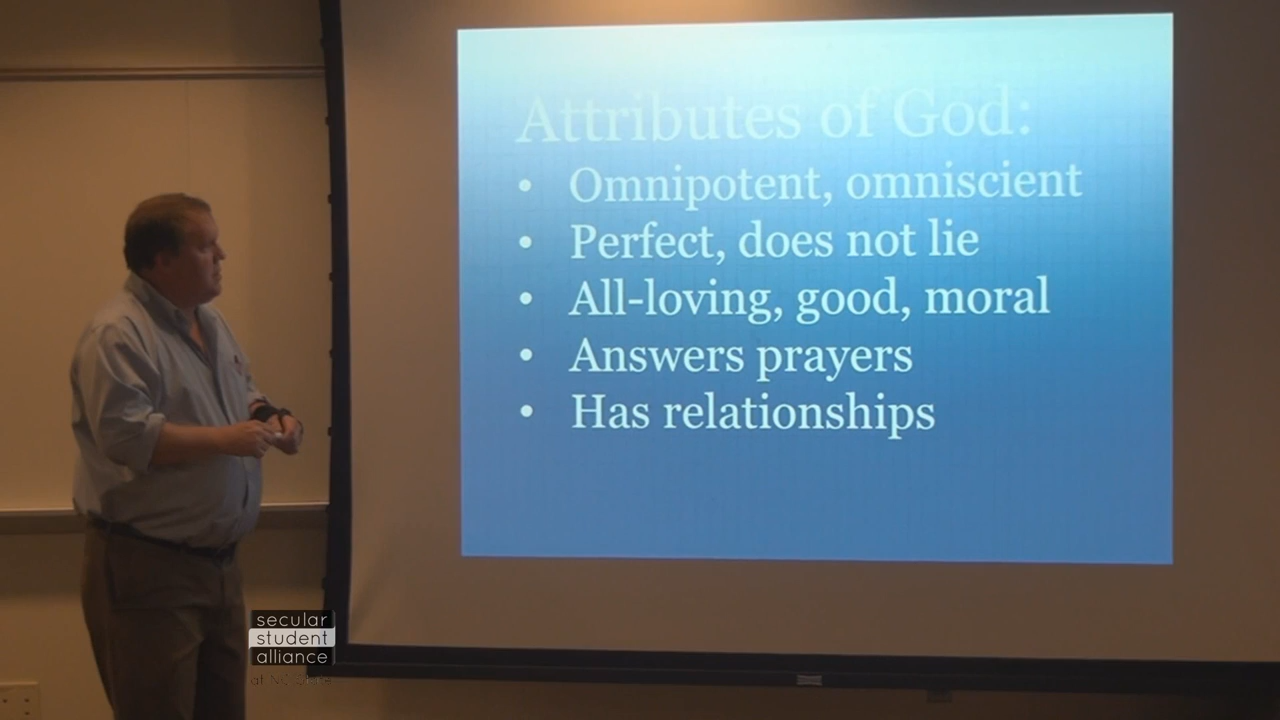 Attributes of God:
• Omnipotent, omniscient
• Perfect, does not lie
• All-loving, good, moral
• Answers prayers
• Has relationships
secular
student
alliance
at NC State